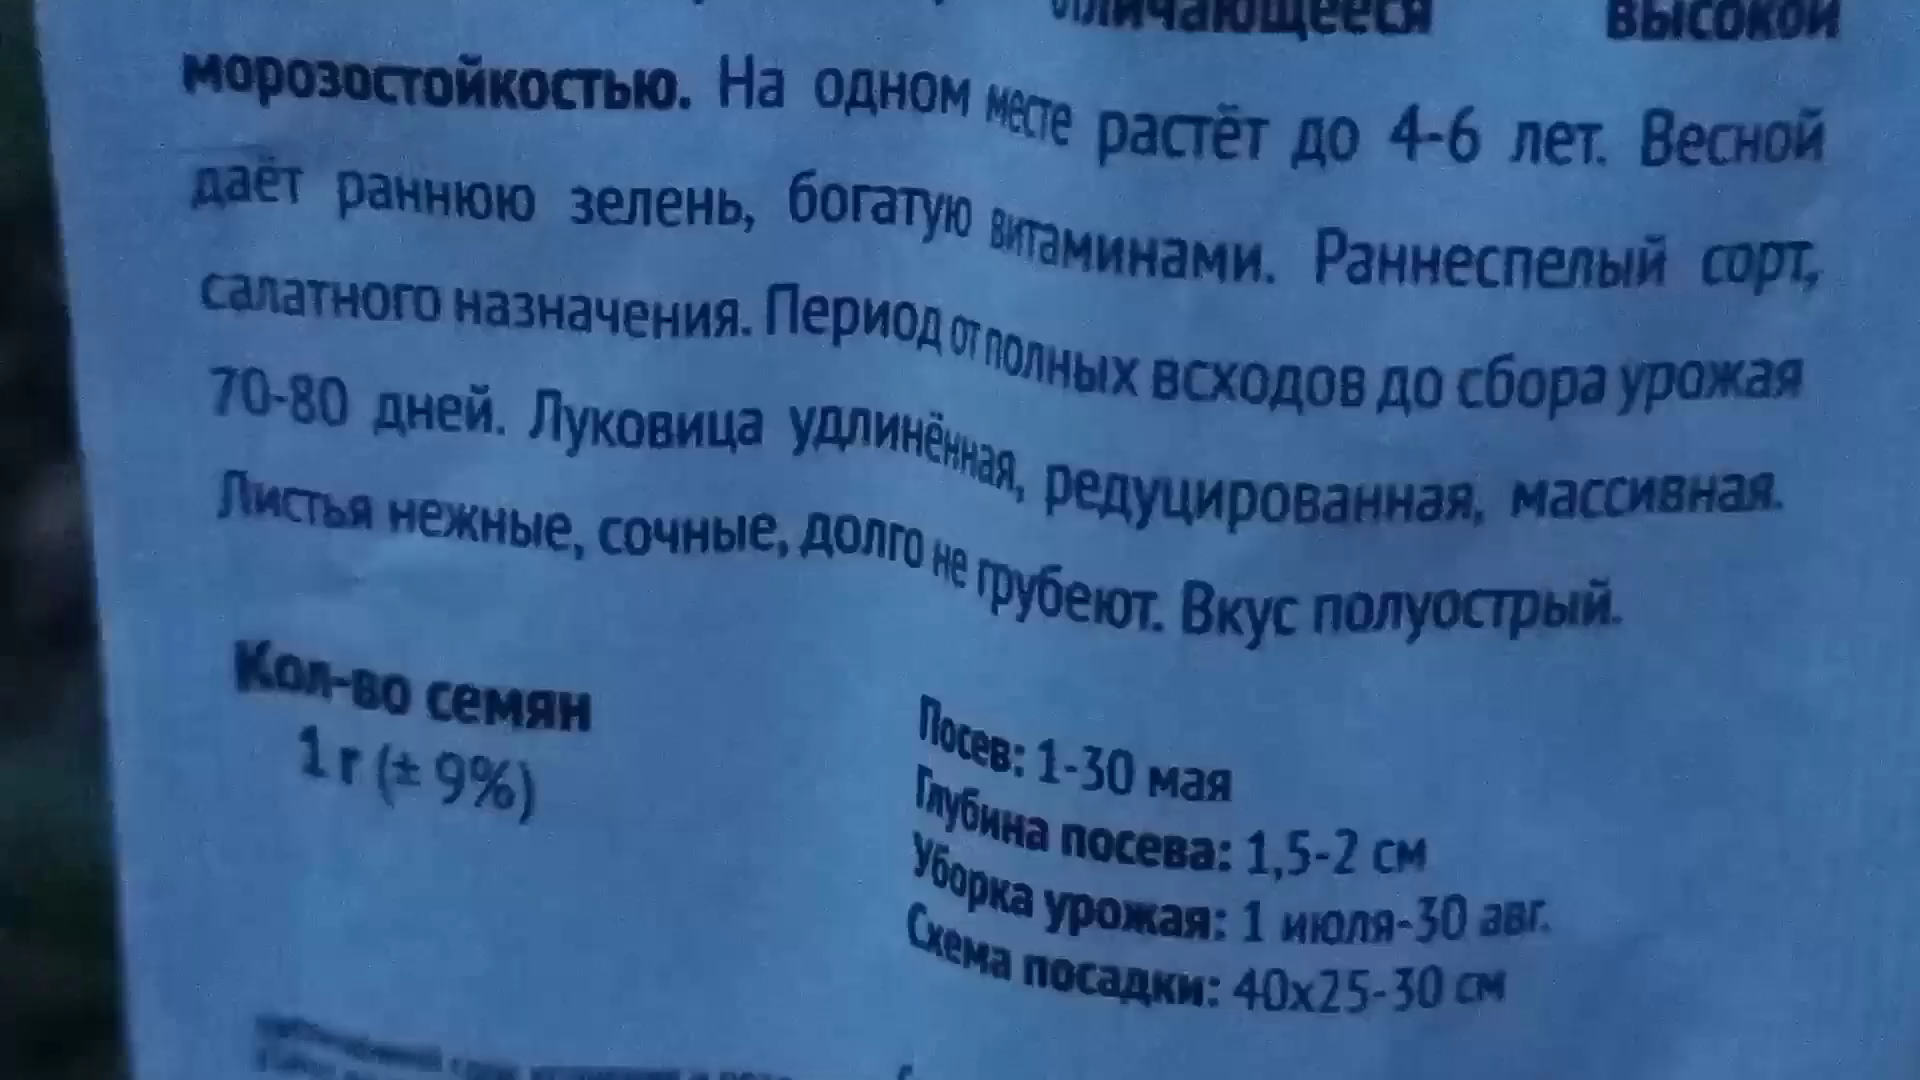 отличающееся высокой
морозостойкостью. На одном месте растёт до 4-6 лет. Весной
даёт раннюю зелень, богатую витаминами. Раннеспелый сорт,
салатного назначения. Период от полных всходов до сбора урожая
70-80 дней. Луковица удлинённая, редуцированная, массивная.
Листья нежные, сочные, долго не грубеют. Вкус полуострый.
Кол-во семян
1 г (± 9%)
Посев: 1-30 мая
Глубина посева: 1,5-2 см
Уборка урожая: 1 июля-30 авг.
Схема посадки: 40х25-30 см